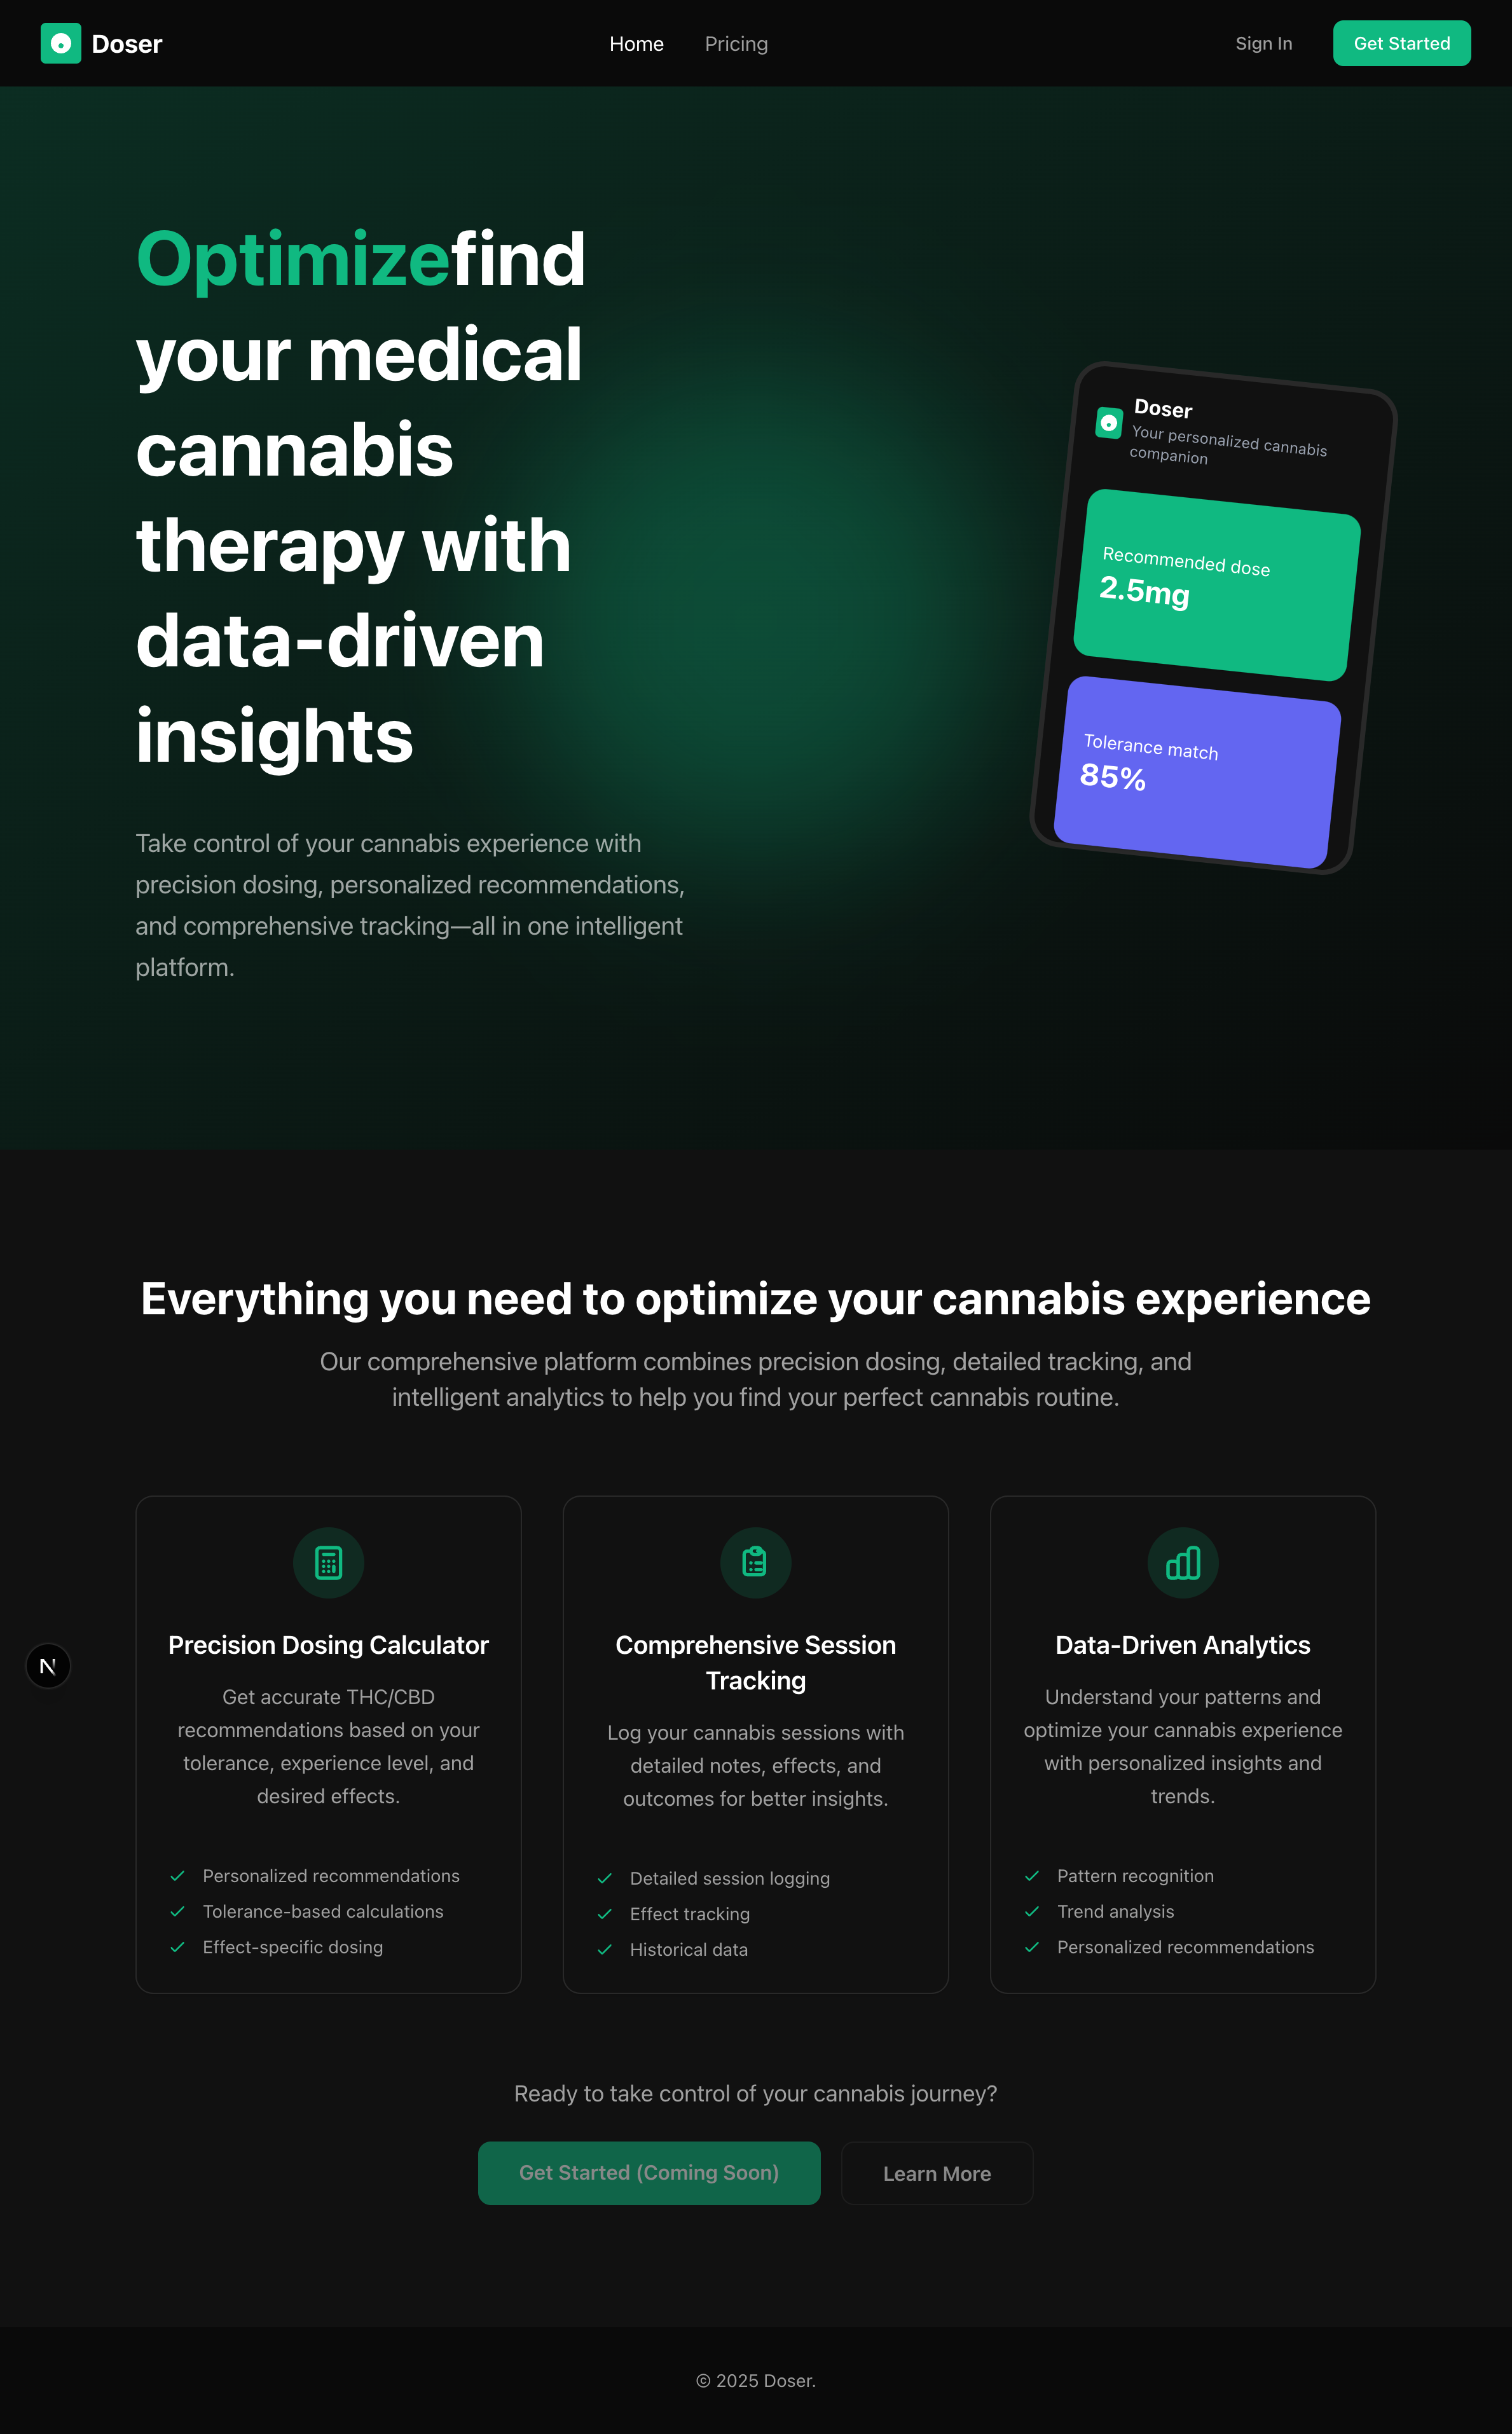 Doser
Home
Pricing
Sign In
Get Started
Optimizefind
your medical
cannabis
therapy with
data-driven
insights
Take control of your cannabis experience with
precision dosing, personalized recommendations,
and comprehensive tracking—all in one intelligent
platform.
Doser
Your personalized cannabis
companion
Recommended dose
2.5mg
Tolerance match
85%
Everything you need to optimize your cannabis experience
Our comprehensive platform combines precision dosing, detailed tracking, and
intelligent analytics to help you find your perfect cannabis routine.
Precision Dosing Calculator
Get accurate THC/CBD
recommendations based on your
tolerance, experience level, and
desired effects.
Personalized recommendations
Tolerance-based calculations
Effect-specific dosing
Comprehensive Session
Tracking
Log your cannabis sessions with
detailed notes, effects, and
outcomes for better insights.
Detailed session logging
Effect tracking
Historical data
Data-Driven Analytics
Understand your patterns and
optimize your cannabis experience
with personalized insights and
trends.
Pattern recognition
Trend analysis
Personalized recommendations
N
Ready to take control of your cannabis journey?
Get Started (Coming Soon)
Learn More
© 2025 Doser.